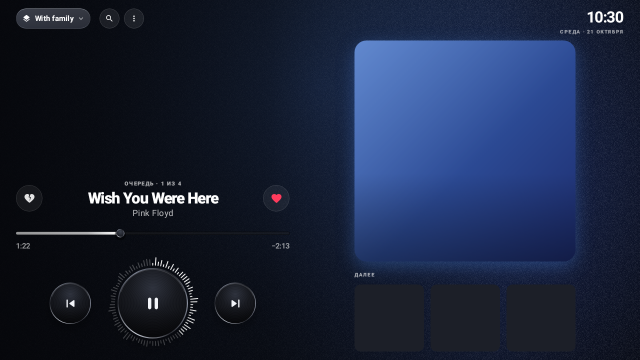 With family
10:30
СРЕДА · 21 ОКТЯБРЯ
ОЧЕРЕДЬ · 1 ИЗ 4
Wish You Were Here
Pink Floyd
1:22
−2:13
ДАЛЕЕ